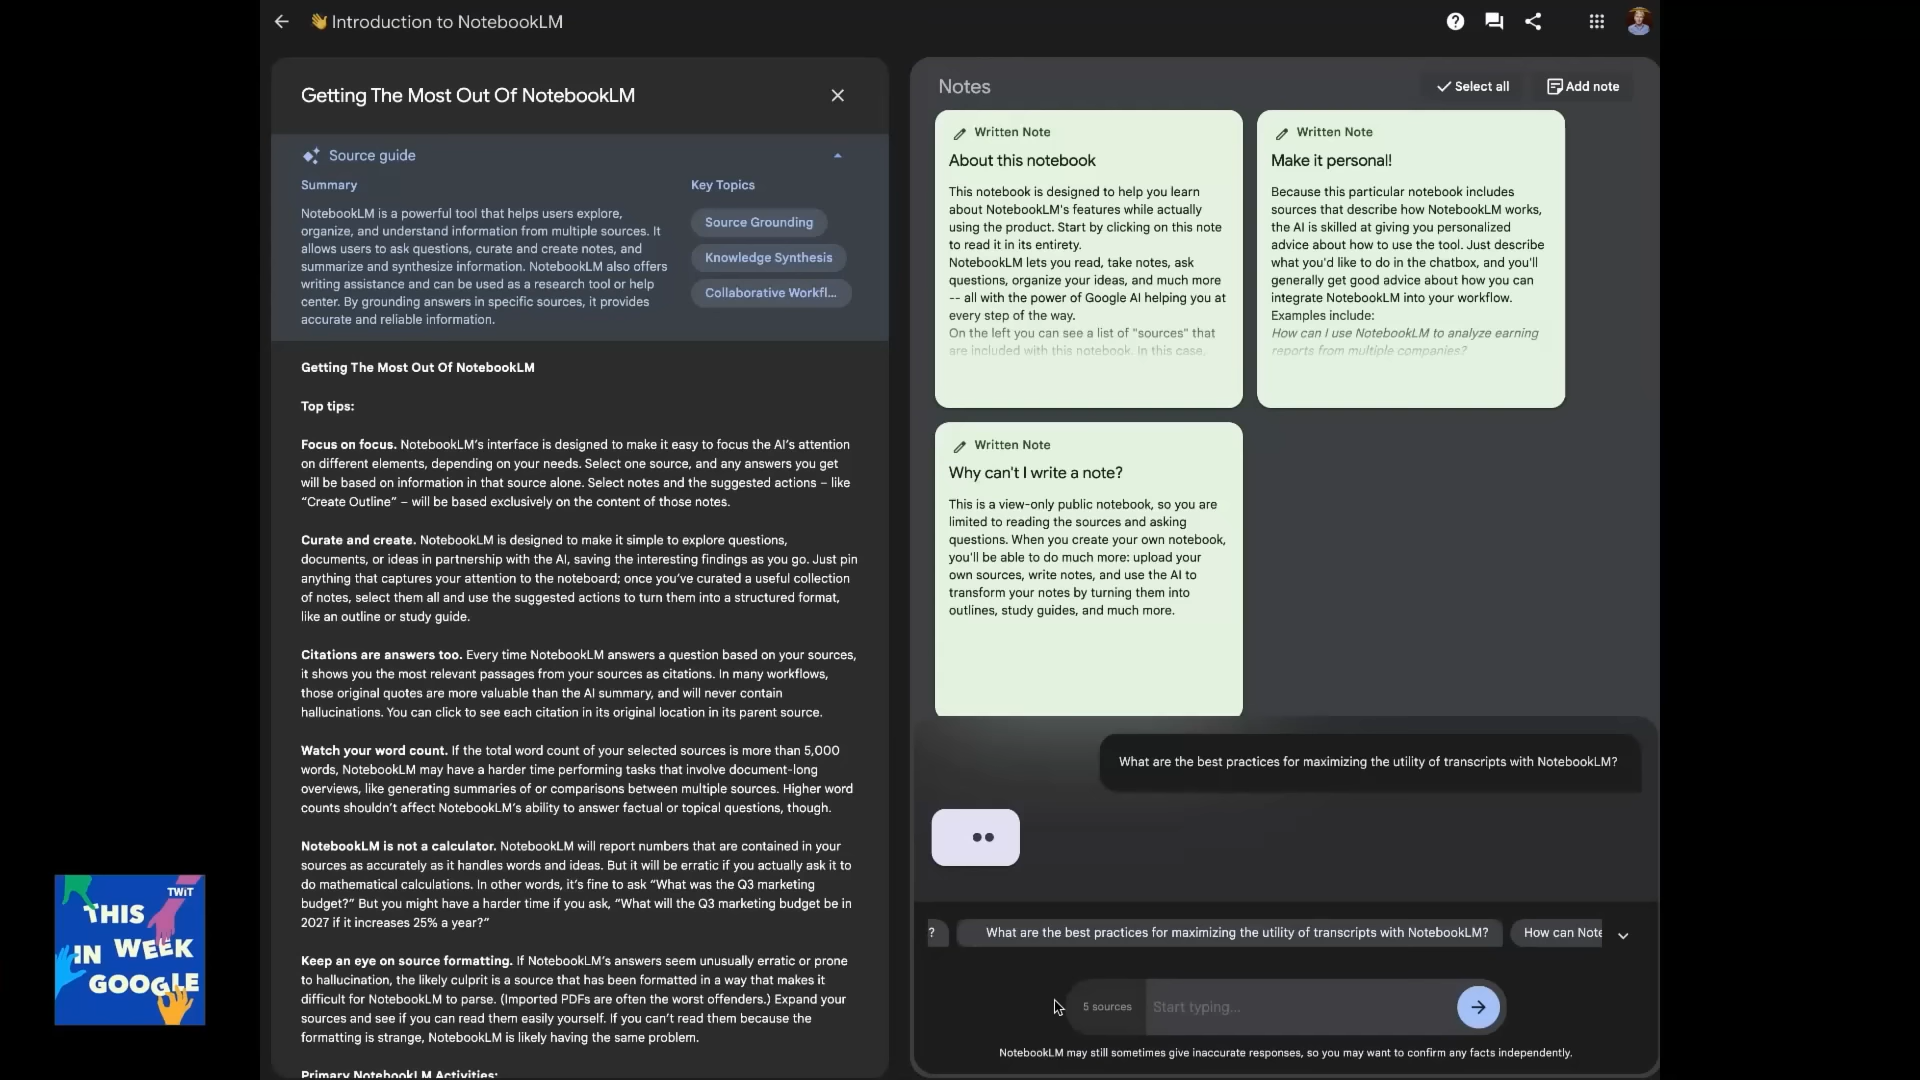 Introduction to NotebookLM
Getting The Most Out Of NotebookLM
Source guide
Summary
NotebookLM is a powerful tool that helps users explore,
organize, and understand information from multiple sources. It
allows users to ask questions, curate and create notes, and
summarize and synthesize information. NotebookLM also offers
writing assistance and can be used as a research tool or help
center. By grounding answers in specific sources, it provides
accurate and reliable information.
Key Topics
Source Grounding
Knowledge Synthesis
Collaborative Workfl...
Getting The Most Out Of NotebookLM
Top tips:
Focus on focus. NotebookLM's interface is designed to make it easy to focus the AI's attention
on different elements, depending on your needs. Select one source, and any answers you get
will be based on information in that source alone. Select notes and the suggested actions – like
“Create Outline” – will be based exclusively on the content of those notes.
Curate and create. NotebookLM is designed to make it simple to explore questions,
documents, or ideas in partnership with the AI, saving the interesting findings as you go. Just pin
anything that captures your attention to the noteboard; once you've curated a useful collection
of notes, select them all and use the suggested actions to turn them into a structured format,
like an outline or study guide.
Citations are answers too. Every time NotebookLM answers a question based on your sources,
it shows you the most relevant passages from your sources as citations. In many workflows,
those original quotes are more valuable than the AI summary, and will never contain
hallucinations. You can click to see each citation in its original location in its parent source.
Watch your word count. If the total word count of your selected sources is more than 5,000
words, NotebookLM may have a harder time performing tasks that involve document-long
overviews, like generating summaries of or comparisons between multiple sources. Higher word
counts shouldn't affect NotebookLM's ability to answer factual or topical questions, though.
NotebookLM is not a calculator. NotebookLM will report numbers that are contained in your
sources as accurately as it handles words and ideas. But it will be erratic if you actually ask it to
do mathematical calculations. In other words, it's fine to ask “What was the Q3 marketing
budget?” But you might have a harder time if you ask, “What will the Q3 marketing budget be in
2027 if it increases 25% a year?”
Keep an eye on source formatting. If NotebookLM's answers seem unusually erratic or prone
to hallucination, the likely culprit is a source that has been formatted in a way that makes it
difficult for NotebookLM to parse. (Imported PDFs are often the worst offenders.) Expand your
sources and see if you can read them easily yourself. If you can't read them because the
formatting is strange, NotebookLM is likely having the same problem.
Primary NotebookLM Activities:
Notes
Select all
Add note
Written Note
About this notebook
This notebook is designed to help you learn
about NotebookLM's features while actually
using the product. Start by clicking on this note
to read it in its entirety.
NotebookLM lets you read, take notes, ask
questions, organize your ideas, and much more
-- all with the power of Google AI helping you at
every step of the way.
On the left you can see a list of "sources" that
are included with this notebook. In this case,
Written Note
Make it personal!
Because this particular notebook includes
sources that describe how NotebookLM works,
the AI is skilled at giving you personalized
advice about how to use the tool. Just describe
what you'd like to do in the chatbox, and you'll
generally get good advice about how you can
integrate NotebookLM into your workflow.
Examples include:
How can I use NotebookLM to analyze earning
reports from multiple companies?
Written Note
Why can't I write a note?
This is a view-only public notebook, so you are
limited to reading the sources and asking
questions. When you create your own notebook,
you'll be able to do much more: upload your
own sources, write notes, and use the AI to
transform your notes by turning them into
outlines, study guides, and much more.
What are the best practices for maximizing the utility of transcripts with NotebookLM?
?
What are the best practices for maximizing the utility of transcripts with NotebookLM?
How can Note
5 sources
Start typing...
NotebookLM may still sometimes give inaccurate responses, so you may want to confirm any facts independently.
TWiT
THIS
IN WEEK
GOOGLE